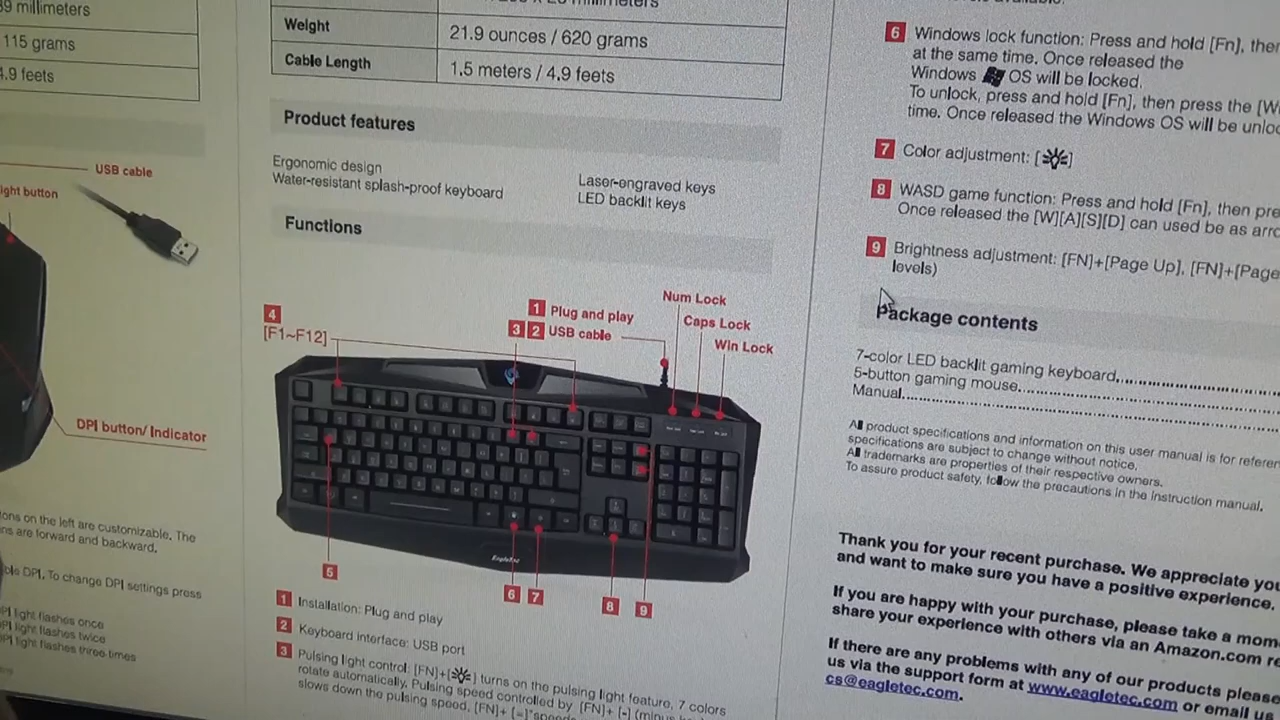 39 millimeters
115 grams
4.9 feets
USB cable
ight button
DPI button/ Indicator
ons on the left are customizable. The
ns are forward and backward.
ble DPI. To change DPI settings press
PI light flashes once
PI light flashes twice
PI light flashes three times
millimeters
Weight
21.9 ounces / 620 grams
Cable Length
1.5 meters / 4.9 feets
Product features
Ergonomic design
Water-resistant splash-proof keyboard
Laser-engraved keys
LED backlit keys
Functions
4
[F1~F12]
1 Plug and play
3 2 USB cable
Num Lock
Caps Lock
Win Lock
EagleTec
5
6 7
8
9
1 Installation: Plug and play
2 Keyboard interface: USB port
3 Pulsing light control: [FN]+[ ] turns on the pulsing light feature, 7 colors
rotate automatically. Pulsing speed controlled by [FN]+ [-] (minus
slows down the pulsing speed, [FN]+ [=]
6 Windows lock function: Press and hold [Fn], then
at the same time. Once released the
Windows OS will be locked.
To unlock, press and hold [Fn], then press the [W
time. Once released the Windows OS will be unloc
7 Color adjustment: [ ]
8 WASD game function: Press and hold [Fn], then pre
Once released the [W][A][S][D] can used be as arro
9 Brightness adjustment: [FN]+[Page Up], [FN]+[Page
levels)
Package contents
7-color LED backlit gaming keyboard
5-button gaming mouse
Manual
All product specifications and information on this user manual is for referen
specifications are subject to change without notice.
All trademarks are properties of their respective owners.
To assure product safety, follow the precautions in the instruction manual.
Thank you for your recent purchase. We appreciate you
and want to make sure you have a positive experience.
If you are happy with your purchase, please take a mom
share your experience with others via an Amazon.com re
If there are any problems with any of our products please
us via the support form at www.eagletec.com or email us
cs@eagletec.com.